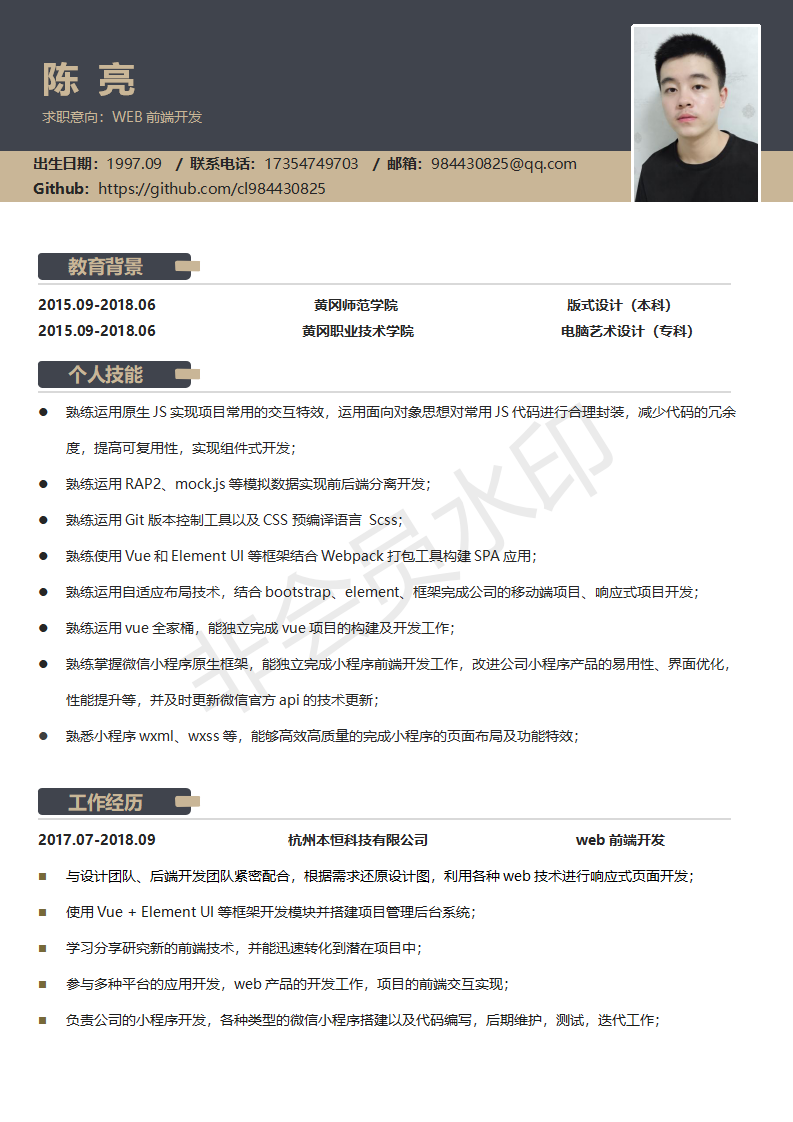 陈 亮
求职意向：WEB 前端开发
出生日期：1997.09 / 联系电话：17354749703 / 邮箱：984430825@qq.com
Github：https://github.com/cl984430825
教育背景
2015.09-2018.06 黄冈师范学院 版式设计（本科）
2015.09-2018.06 黄冈职业技术学院 电脑艺术设计（专科）
个人技能
● 熟练运用原生 JS 实现项目常用的交互特效，运用面向对象思想对常用 JS 代码进行合理封装，减少代码的冗余
度，提高可复用性，实现组件式开发；
● 熟练运用 RAP2、mock.js 等模拟数据实现前后端分离开发；
● 熟练运用 Git 版本控制工具以及 CSS 预编译语言 Scss；
● 熟练使用 Vue 和 Element UI 等框架结合 Webpack 打包工具构建 SPA 应用；
● 熟练运用自适应布局技术，结合 bootstrap、element、框架完成公司的移动端项目、响应式项目开发；
● 熟练运用 vue 全家桶，能独立完成 vue 项目的构建及开发工作；
● 熟练掌握微信小程序原生框架，能独立完成小程序前端开发工作，改进公司小程序产品的易用性、界面优化，
性能提升等，并及时更新微信官方 api 的技术更新；
● 熟悉小程序 wxml、wxss 等，能够高效高质量的完成小程序的页面布局及功能特效；
非会员水印
工作经历
2017.07-2018.09 杭州本恒科技有限公司 web 前端开发
■ 与设计团队、后端开发团队紧密配合，根据需求还原设计图，利用各种 web 技术进行响应式页面开发；
■ 使用 Vue + Element UI 等框架开发模块并搭建项目管理后台系统；
■ 学习分享研究新的前端技术，并能迅速转化到潜在项目中；
■ 参与多种平台的应用开发，web 产品的开发工作，项目的前端交互实现；
■ 负责公司的小程序开发，各种类型的微信小程序搭建以及代码编写，后期维护，测试，迭代工作；